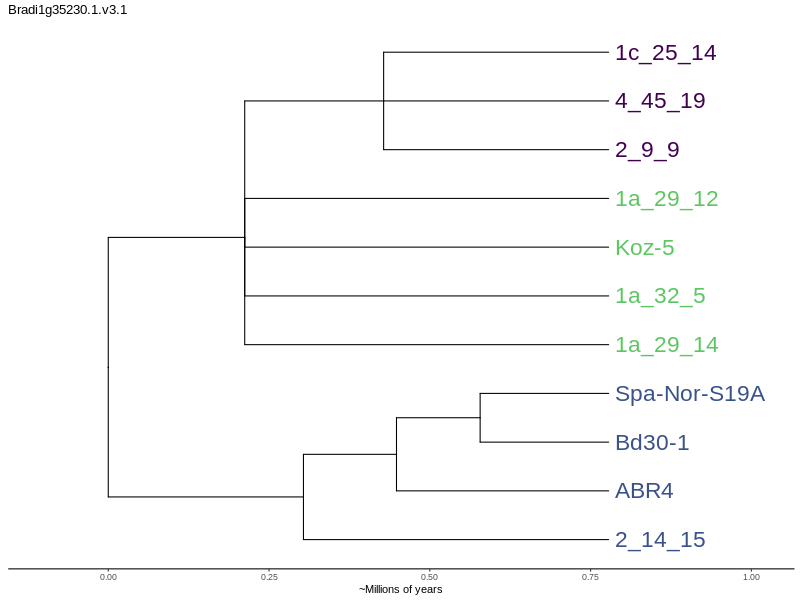 Bradi1g35230.1.v3.1
1c_25_14
4_45_19
2_9_9
1a_29_12
Koz-5
1a_32_5
1a_29_14
Spa-Nor-S19A
Bd30-1
ABR4
2_14_15
0.00 0.25 0.50 0.75 1.00
~Millions of years